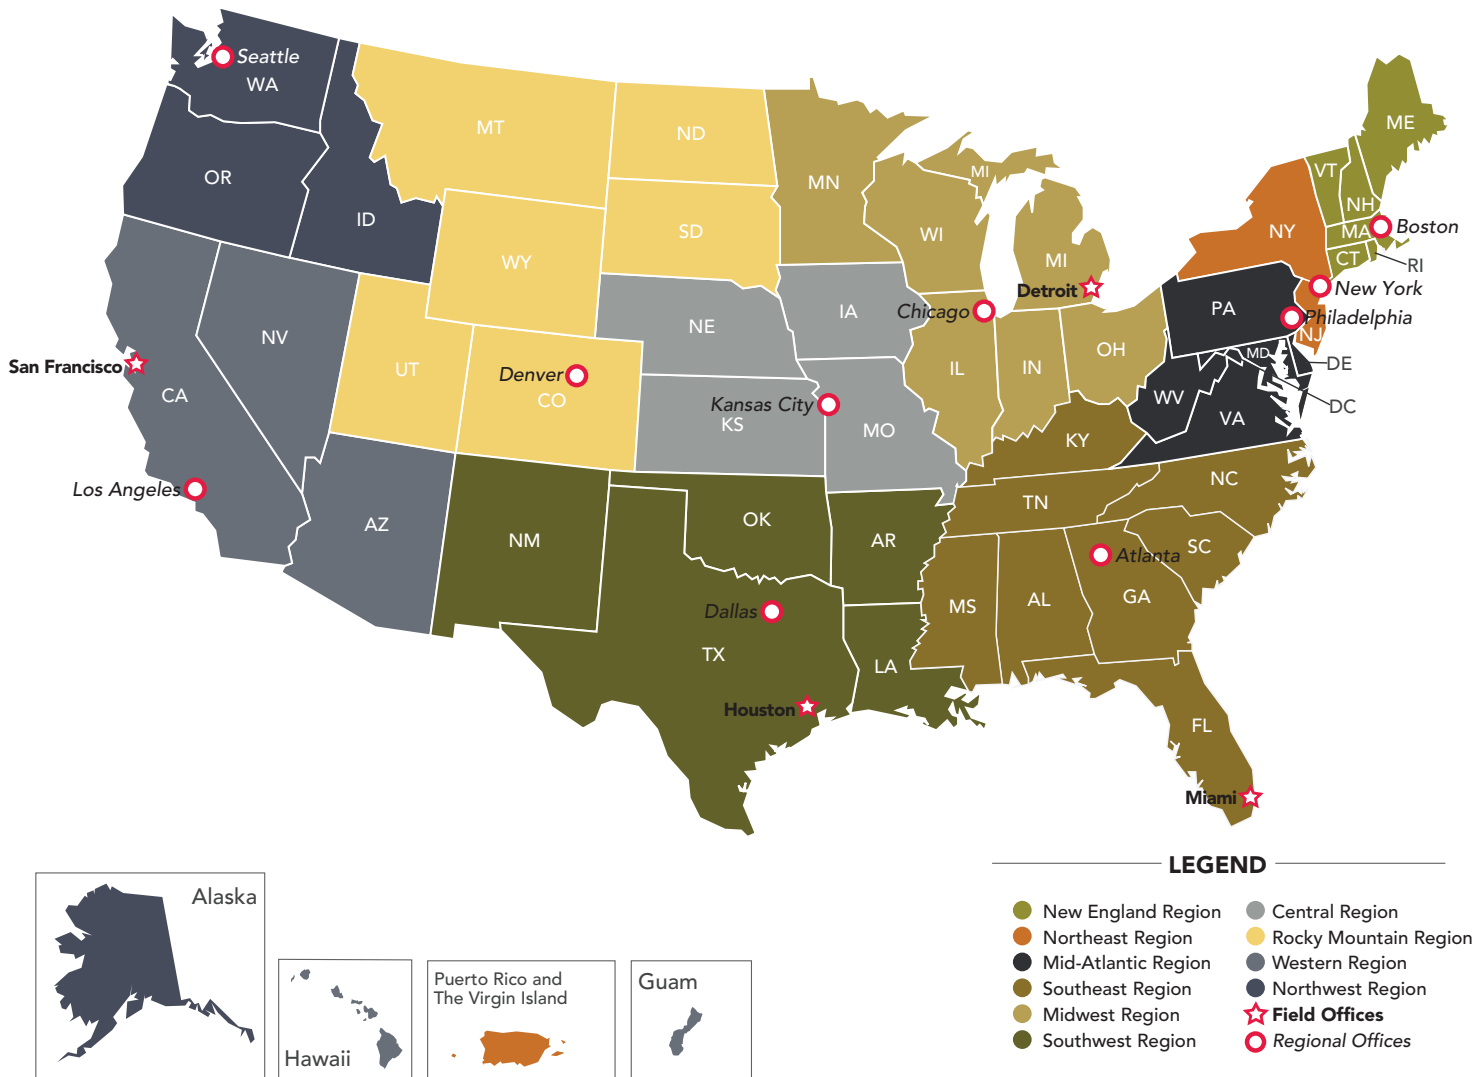 Seattle
WA
MT
ND
ME
OR
ID
MN
MI
VT
NH
SD
WI
NY
MA
Boston
WY
MI
CT
RI
Detroit
New York
NV
NE
IA
Chicago
PA
Philadelphia
NJ
San Francisco
UT
Denver
CO
IL
IN
OH
MD
DE
CA
Kansas City
KS
MO
WV
VA
DC
KY
Los Angeles
AZ
NM
OK
AR
TN
NC
Atlanta
SC
MS
AL
GA
Dallas
TX
LA
Houston
FL
Miami
Alaska
Hawaii
Puerto Rico and
The Virgin Island
Guam
LEGEND
New England Region
Northeast Region
Mid-Atlantic Region
Southeast Region
Midwest Region
Southwest Region
Central Region
Rocky Mountain Region
Western Region
Northwest Region
Field Offices
Regional Offices